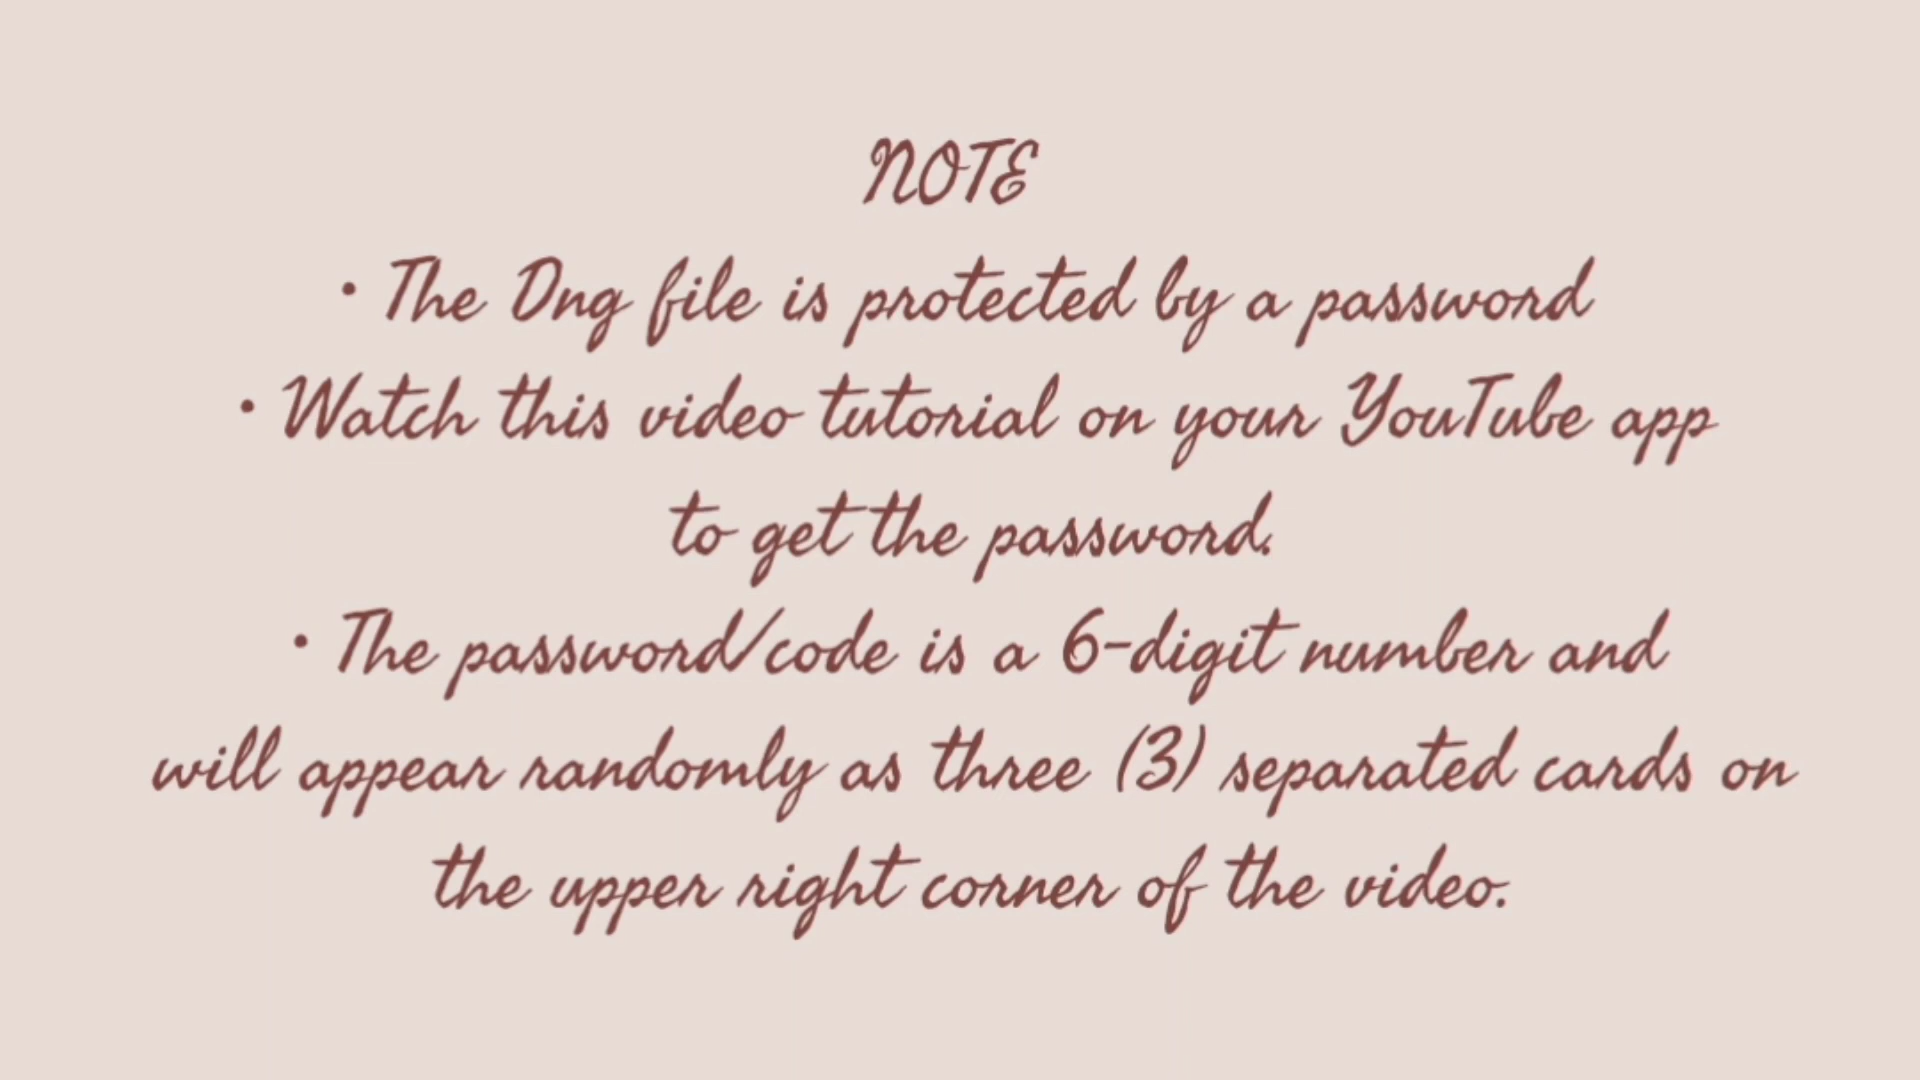 NOTE
• The Dng file is protected by a password
• Watch this video tutorial on your YouTube app
to get the password.
• The password/code is a 6-digit number and
will appear randomly as three (3) separated cards on
the upper right corner of the video.